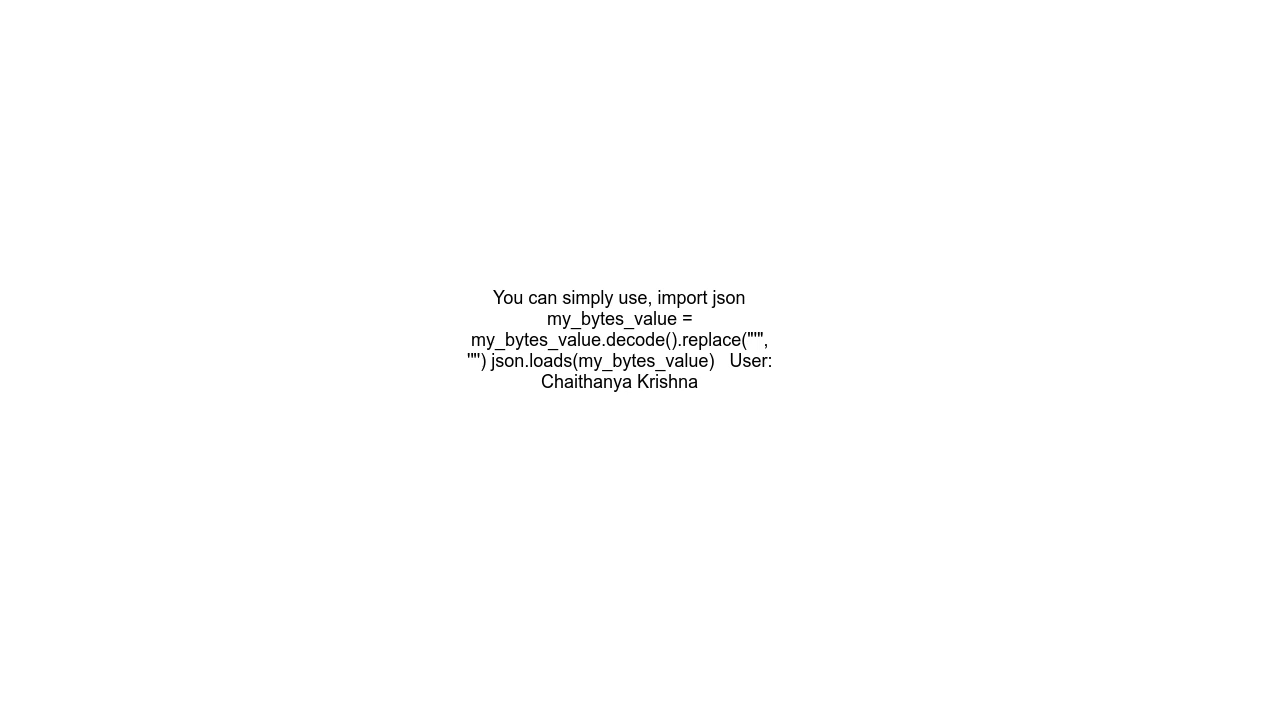 You can simply use, import json
my_bytes_value =
my_bytes_value.decode().replace("'",
'"') json.loads(my_bytes_value)   User:
Chaithanya Krishna